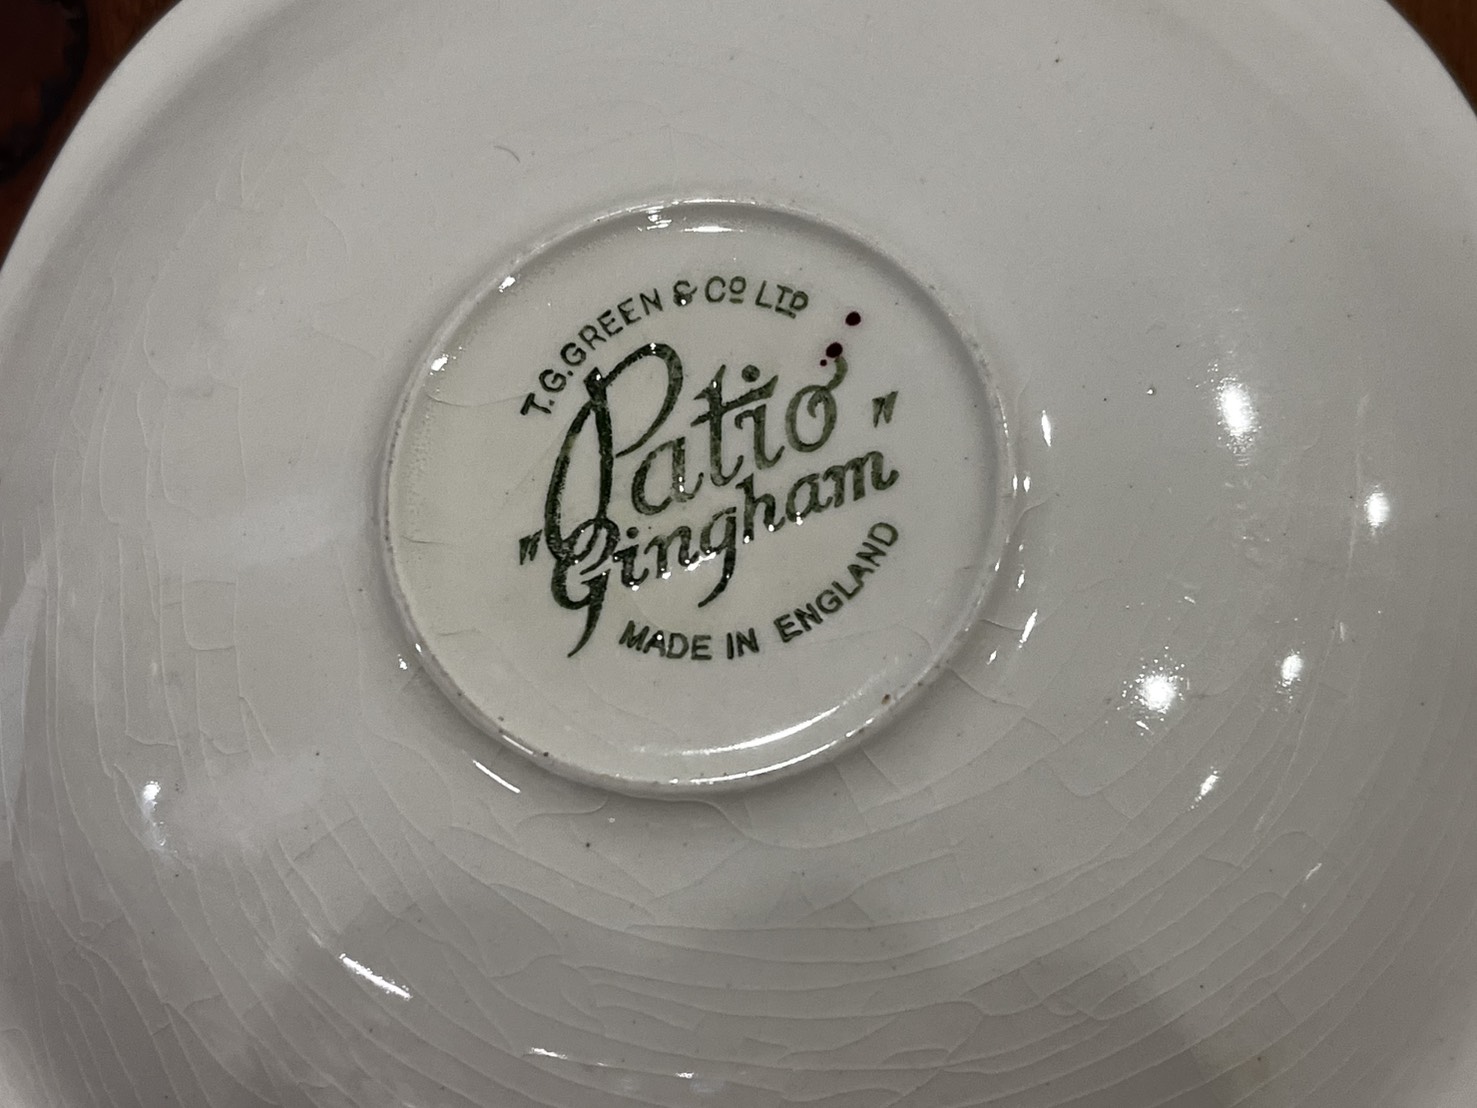 T.G.GREEN & Cº LTD
Patio
"Gingham"
MADE IN ENGLAND